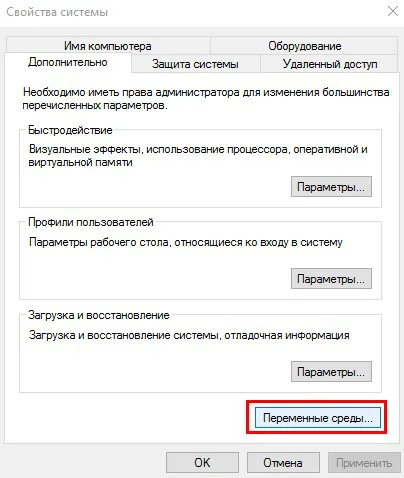 Свойства системы
Имя компьютера
Оборудование
Дополнительно
Защита системы
Удаленный доступ
Необходимо иметь права администратора для изменения большинства
перечисленных параметров.
Быстродействие
Визуальные эффекты, использование процессора, оперативной и
виртуальной памяти
Параметры...
Профили пользователей
Параметры рабочего стола, относящиеся ко входу в систему
Параметры...
Загрузка и восстановление
Загрузка и восстановление системы, отладочная информация
Параметры...
Переменные среды...
ОК
Отмена
Применить